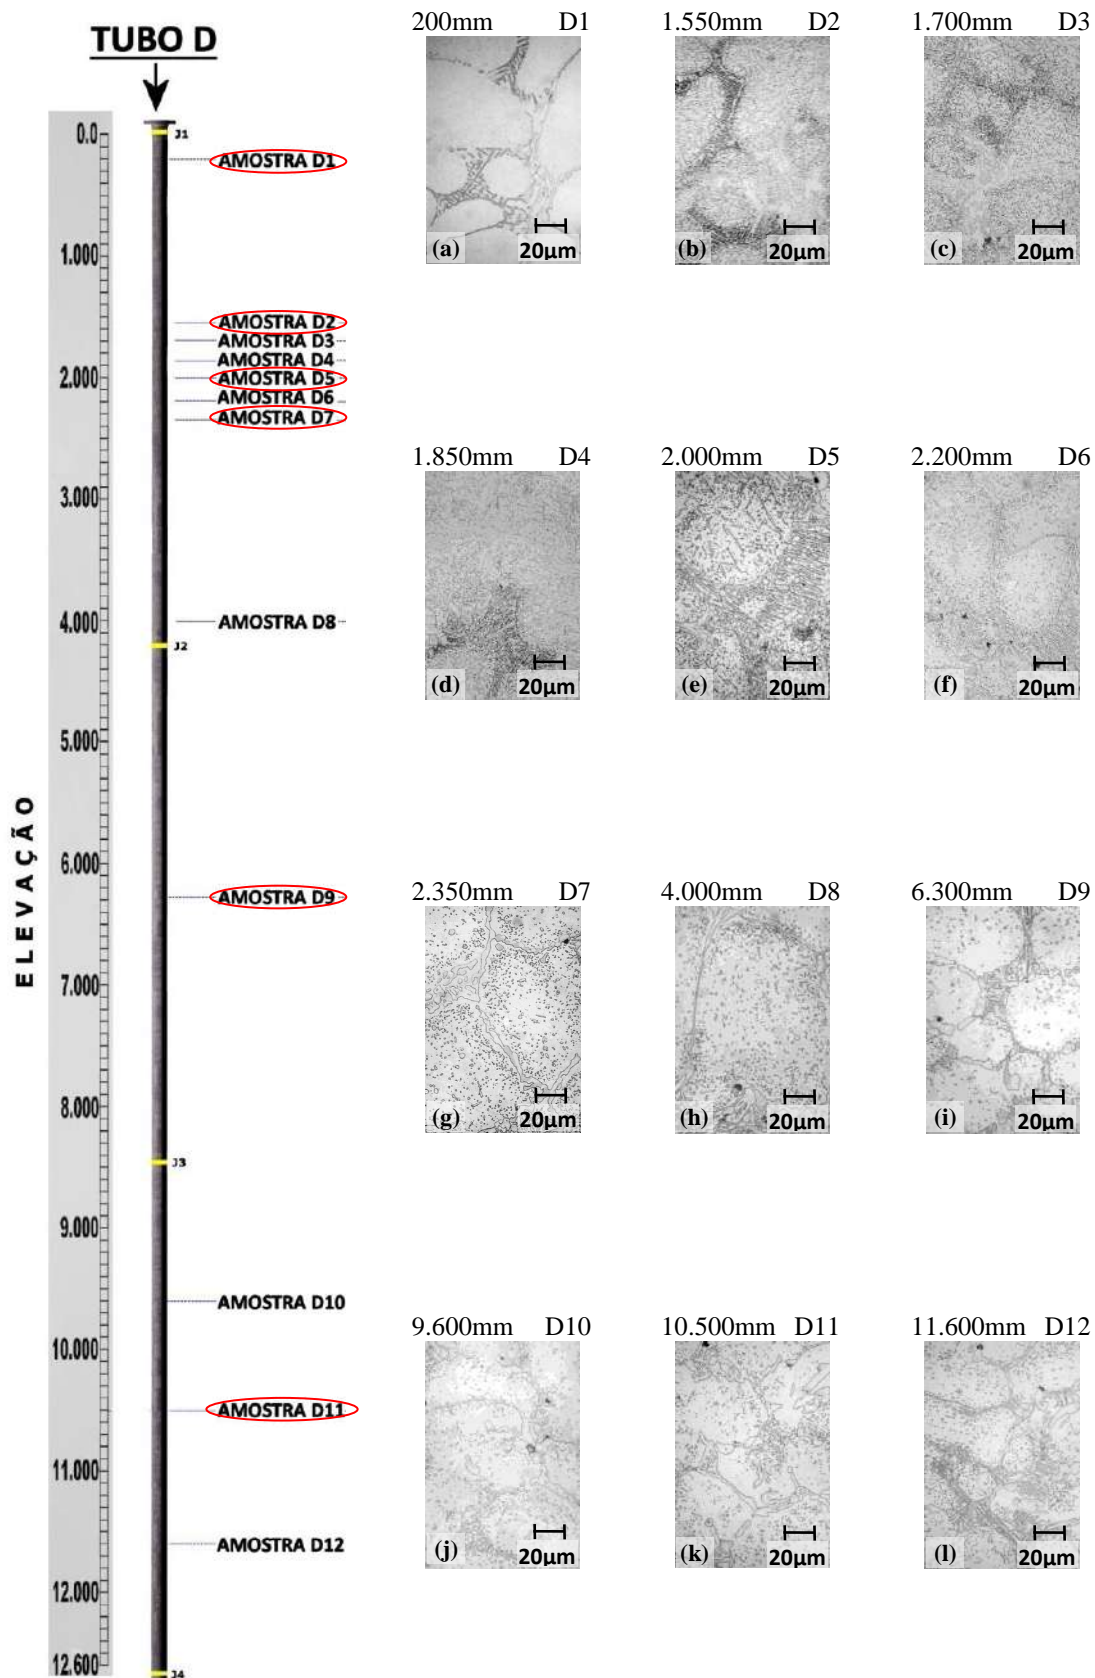 TUBO D
ELEVAÇÃO
0.0
1.000
2.000
3.000
4.000
5.000
6.000
7.000
8.000
9.000
10.000
11.000
12.000
12.600
J1
AMOSTRA D1
AMOSTRA D2
AMOSTRA D3
AMOSTRA D4
AMOSTRA D5
AMOSTRA D6
AMOSTRA D7
AMOSTRA D8
J2
AMOSTRA D9
J3
AMOSTRA D10
AMOSTRA D11
AMOSTRA D12
J4
200mm D1
(a) 20µm
1.550mm D2
(b) 20µm
1.700mm D3
(c) 20µm
1.850mm D4
(d) 20µm
2.000mm D5
(e) 20µm
2.200mm D6
(f) 20µm
2.350mm D7
(g) 20µm
4.000mm D8
(h) 20µm
6.300mm D9
(i) 20µm
9.600mm D10
(j) 20µm
10.500mm D11
(k) 20µm
11.600mm D12
(l) 20µm